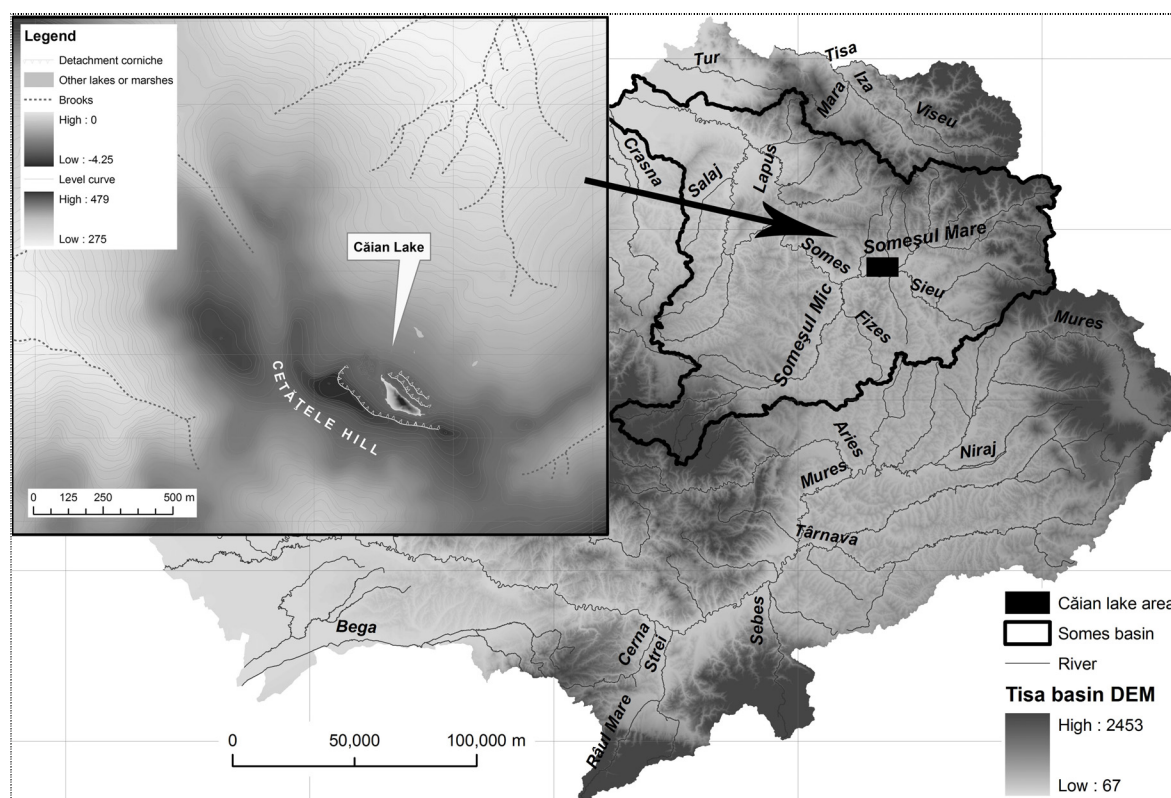 Legend
Detachment corniche
Other lakes or marshes
Brooks
High : 0
Low : -4.25
Level curve
High : 479
Low : 275
Căian Lake
CETĂȚELE HILL
0 125 250 500 m
Tur
Tisa
Mara
Iza
Viseu
Crasna
Salaj
Lapus
Someşul Mare
Somes
Sieu
Someşul Mic
Fizes
Mures
Aries
Mures
Niraj
Târnava
Sebes
Bega
Cerna
Strei
Râul Mare
0 50,000 100,000 m
Căian lake area
Somes basin
River
Tisa basin DEM
High : 2453
Low : 67